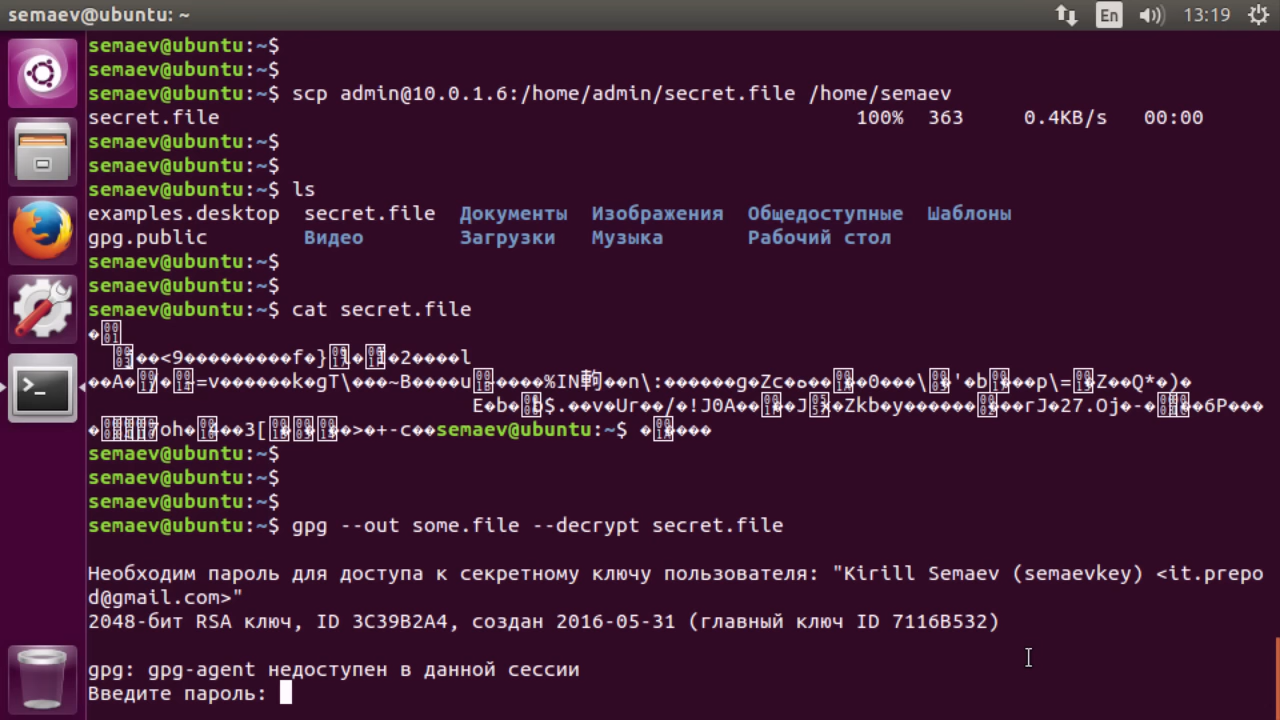 semaev@ubuntu: ~
En
13:19
semaev@ubuntu:~$
semaev@ubuntu:~$
semaev@ubuntu:~$ scp admin@10.0.1.6:/home/admin/secret.file /home/semaev
secret.file 100% 363 0.4KB/s 00:00
semaev@ubuntu:~$
semaev@ubuntu:~$
semaev@ubuntu:~$ ls
examples.desktop secret.file Документы Изображения Общедоступные Шаблоны
gpg.public Видео Загрузки Музыка Рабочий стол
semaev@ubuntu:~$
semaev@ubuntu:~$
semaev@ubuntu:~$ cat secret.file
semaev@ubuntu:~$
semaev@ubuntu:~$
semaev@ubuntu:~$
semaev@ubuntu:~$
semaev@ubuntu:~$ gpg --out some.file --decrypt secret.file
Необходим пароль для доступа к секретному ключу пользователя: "Kirill Semaev (semaevkey) <it.prepo
d@gmail.com>"
2048-бит RSA ключ, ID 3C39B2A4, создан 2016-05-31 (главный ключ ID 7116B532)
gpg: gpg-agent недоступен в данной сессии
Введите пароль: